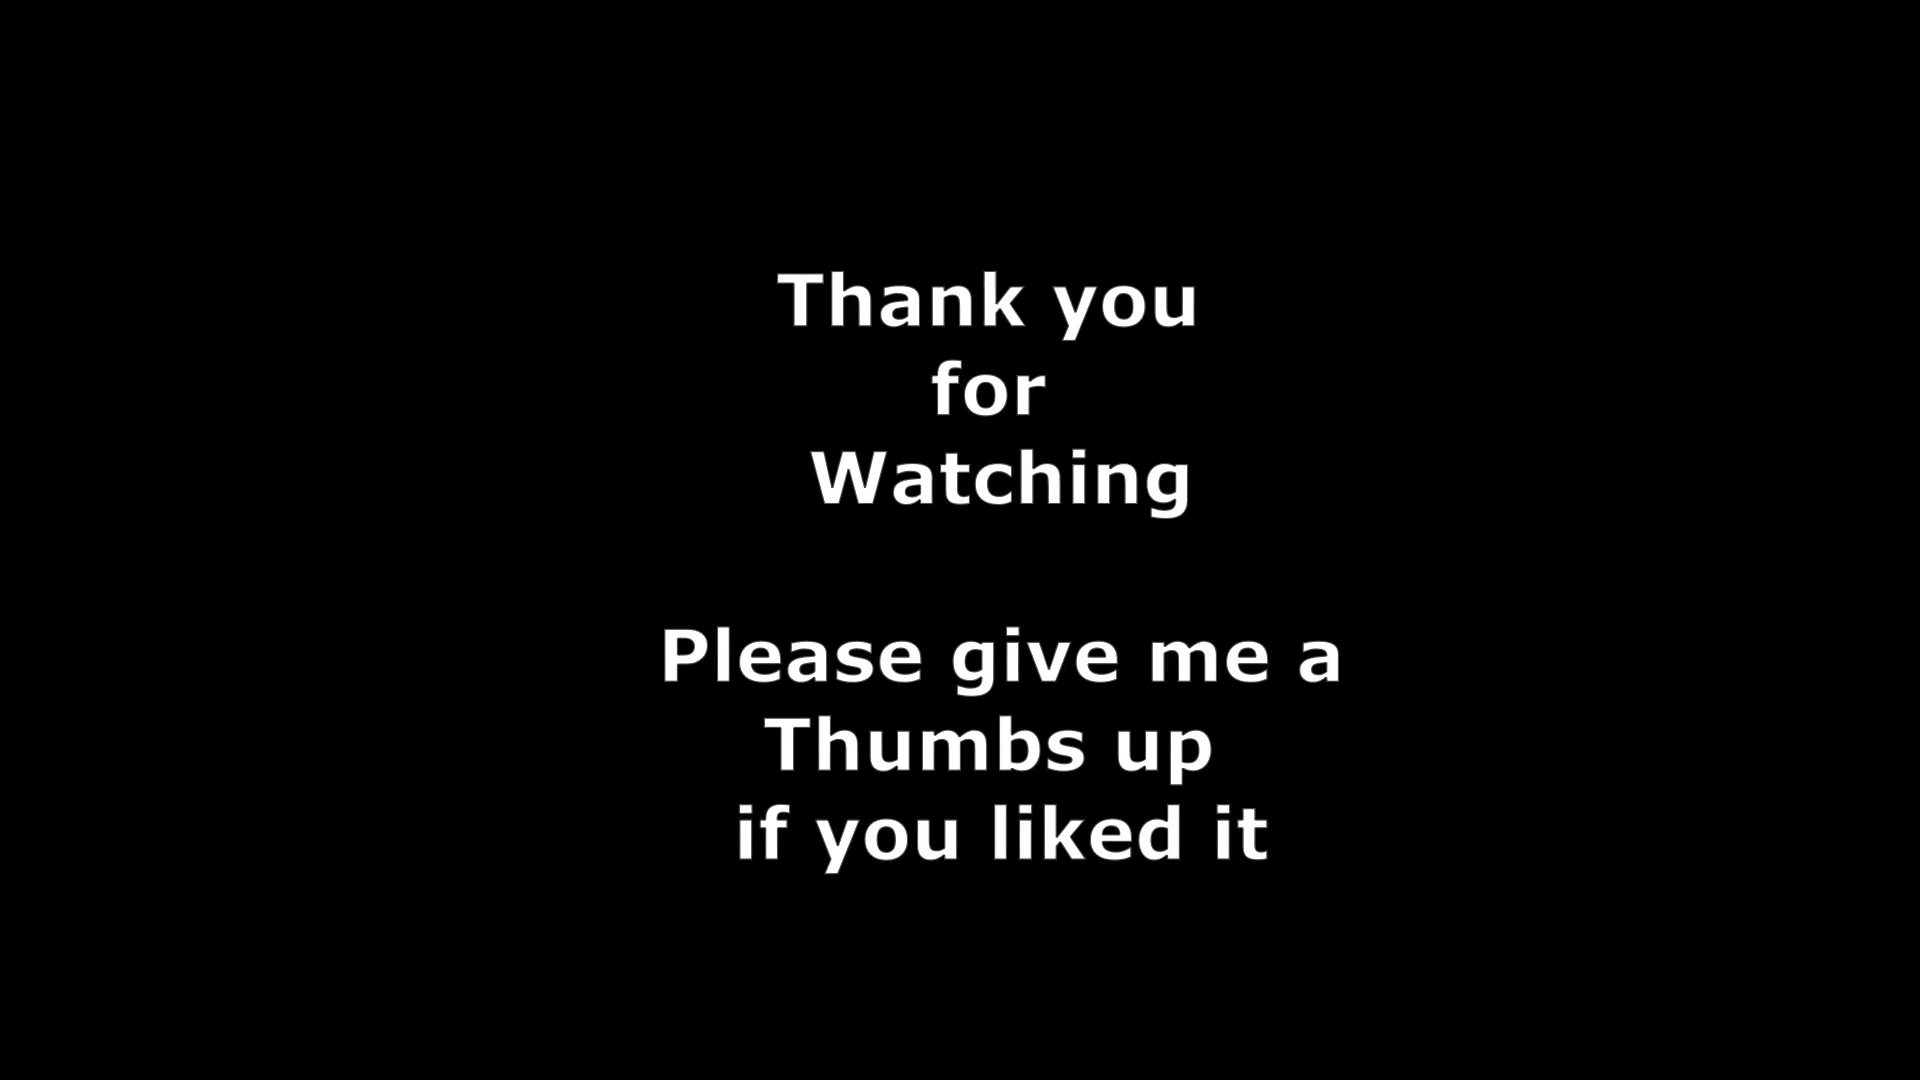 Thank you
for
Watching
Please give me a
Thumbs up
if you liked it